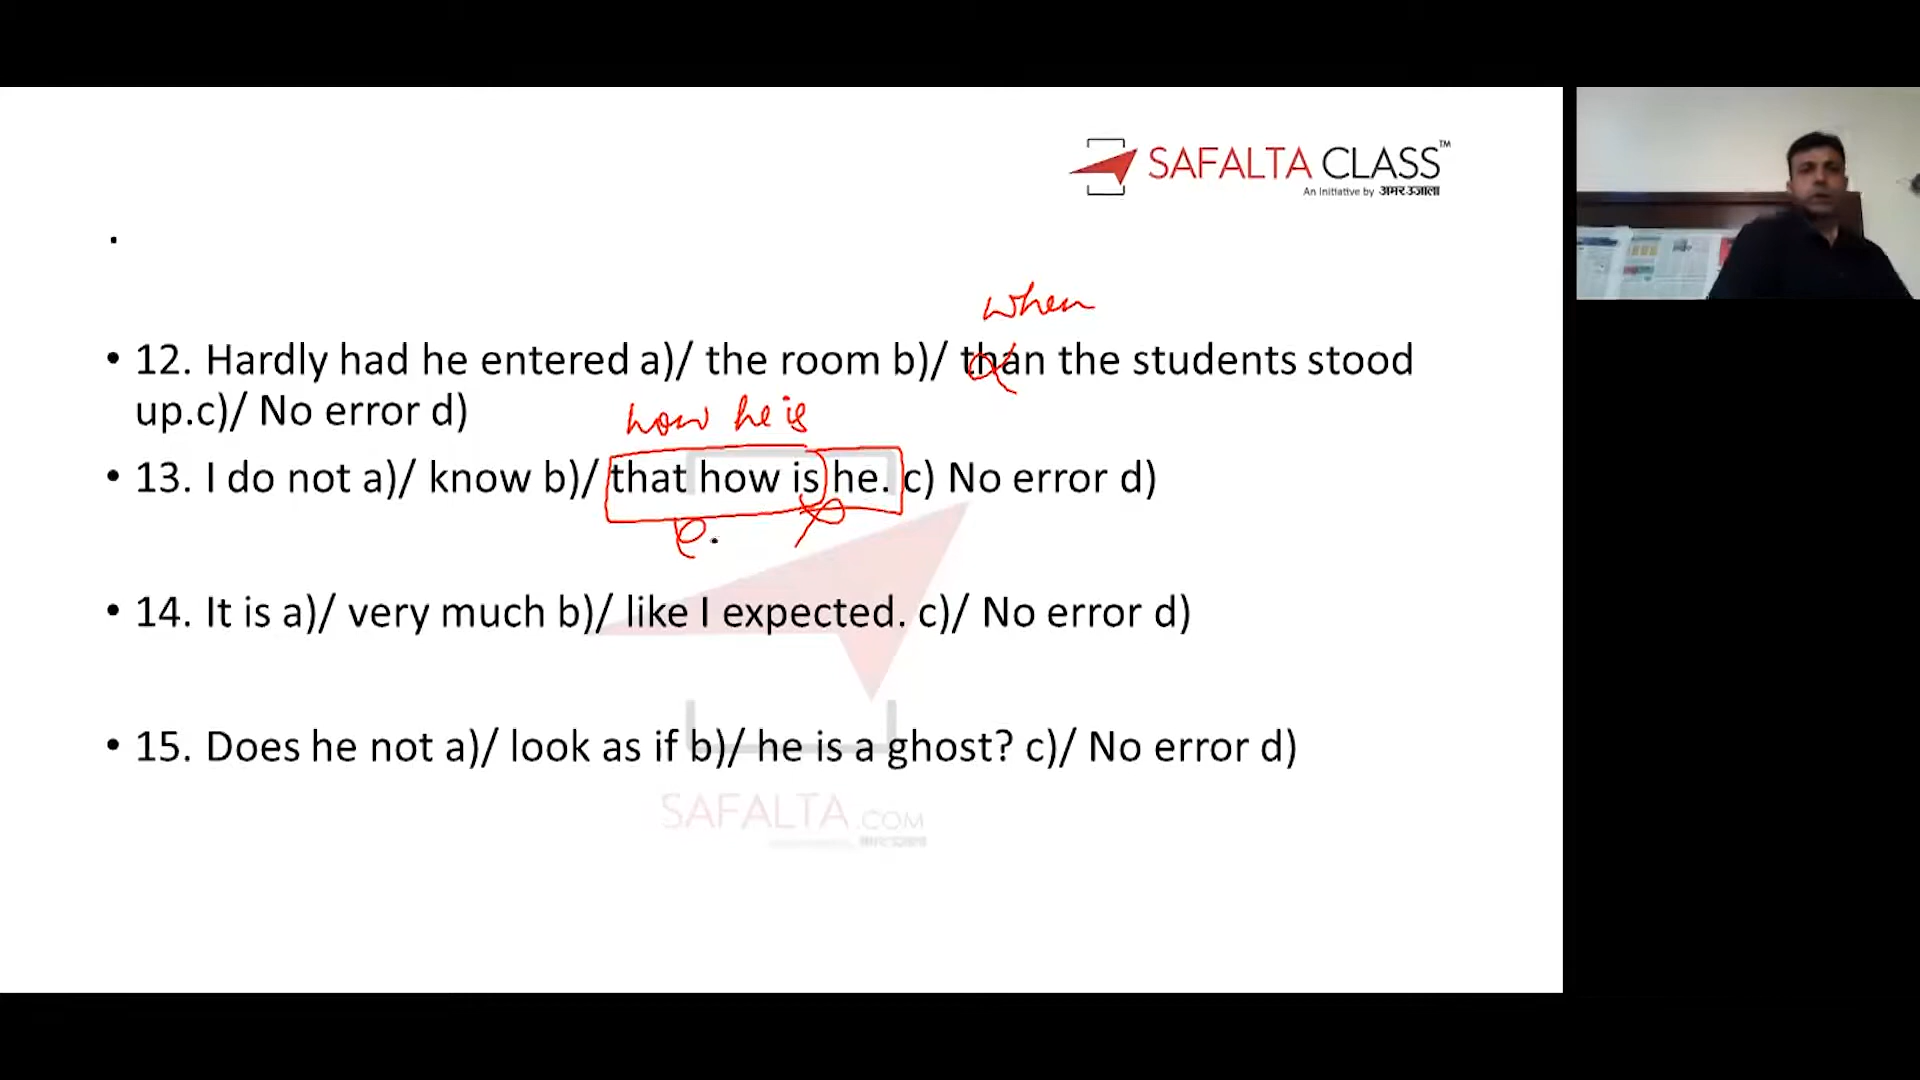 SAFALTA CLASS™
An Initiative by अमर उजाला
.
when
• 12. Hardly had he entered a)/ the room b)/ than the students stood
up.c)/ No error d)
how he is
• 13. I do not a)/ know b)/ that how is he. c) No error d)
• 14. It is a)/ very much b)/ like I expected. c)/ No error d)
• 15. Does he not a)/ look as if b)/ he is a ghost? c)/ No error d)
SAFALTA.COM